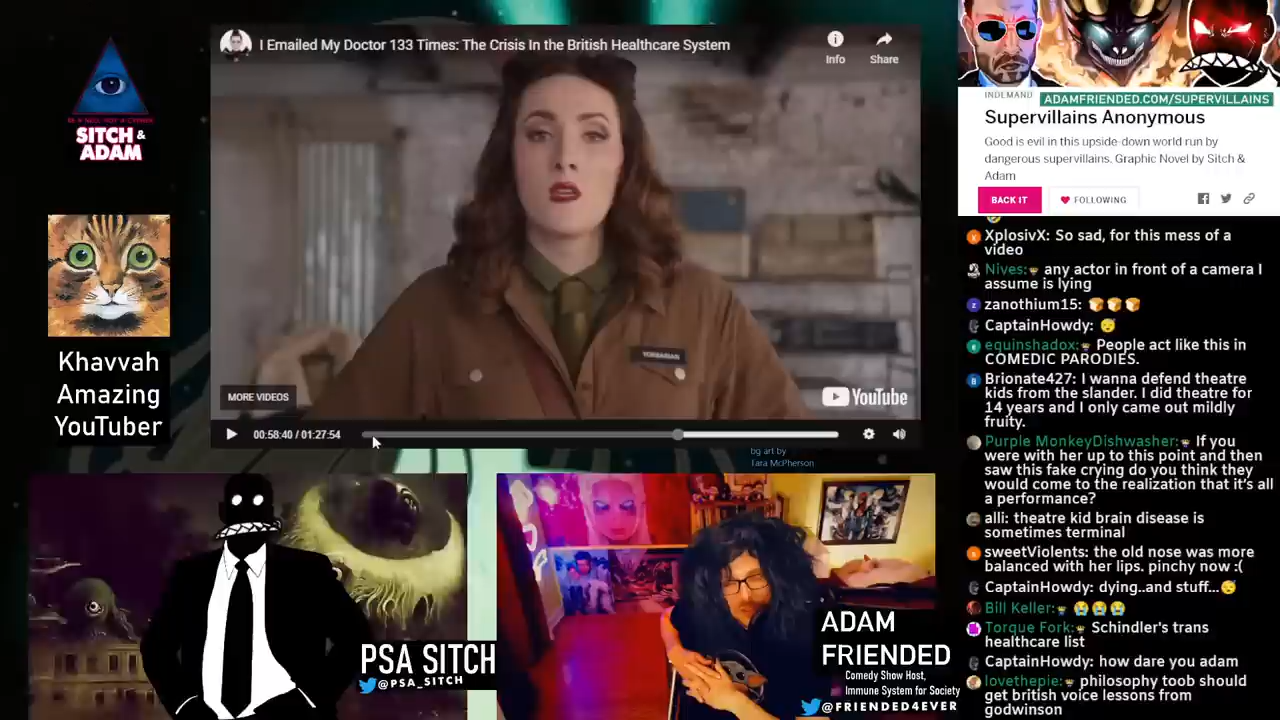 I Emailed My Doctor 133 Times: The Crisis In the British Healthcare System
Info
Share
MORE VIDEOS
YouTube
00:58:40 / 01:27:54
SITCH &
ADAM
Khavvah
Amazing
YouTuber
bg art by
Tara McPherson
PSA SITCH
@PSA_SITCH
ADAM
FRIENDED
Comedy Show Host,
Immune System for Society
@FRIENDED4EVER
INDEMAND
ADAMFRIENDED.COM/SUPERVILLAINS
Supervillains Anonymous
Good is evil in this upside-down world run by
dangerous supervillains. Graphic Novel by Sitch &
Adam
BACK IT
FOLLOWING
XplosivX: So sad, for this mess of a
video
Nives: any actor in front of a camera I
assume is lying
zanothium15:
CaptainHowdy:
equinshadox: People act like this in
COMEDIC PARODIES.
Brionate427: I wanna defend theatre
kids from the slander. I did theatre for
14 years and I only came out mildly
fruity.
Purple MonkeyDishwasher: If you
were with her up to this point and then
saw this fake crying do you think they
would come to the realization that it's all
a performance?
alli: theatre kid brain disease is
sometimes terminal
sweetViolents: the old nose was more
balanced with her lips. pinchy now :(
CaptainHowdy: dying..and stuff...
Bill Keller:
Torque Fork: Schindler's trans
healthcare list
CaptainHowdy: how dare you adam
lovethepie: philosophy toob should
get british voice lessons from
godwinson